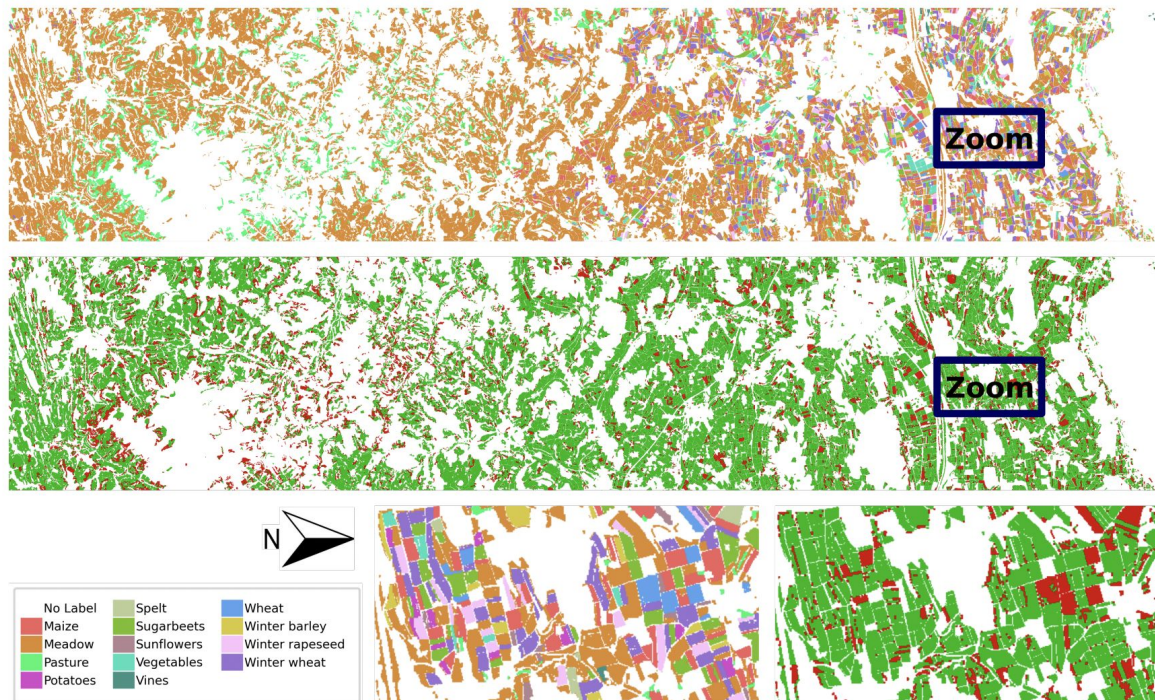 Zoom
Zoom
N
No Label
Maize
Meadow
Pasture
Potatoes
Spelt
Sugarbeets
Sunflowers
Vegetables
Vines
Wheat
Winter barley
Winter rapeseed
Winter wheat